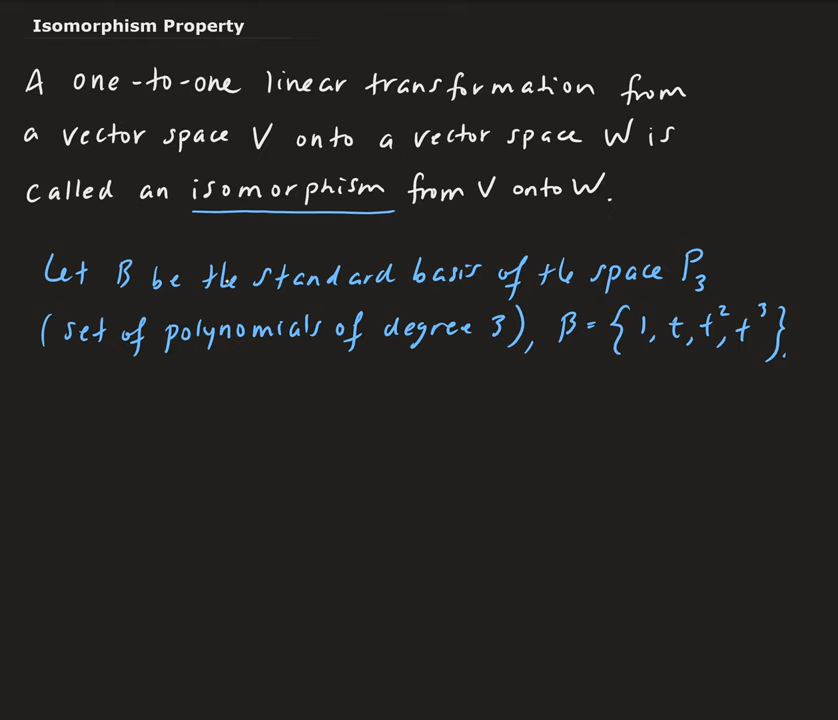 Isomorphism Property
A one-to-one linear transformation from
a vector space V onto a vector space W is
called an isomorphism from V onto W.
Let B be the standard basis of the space P₃
(set of polynomials of degree 3), B = {1, t, t², t³}.